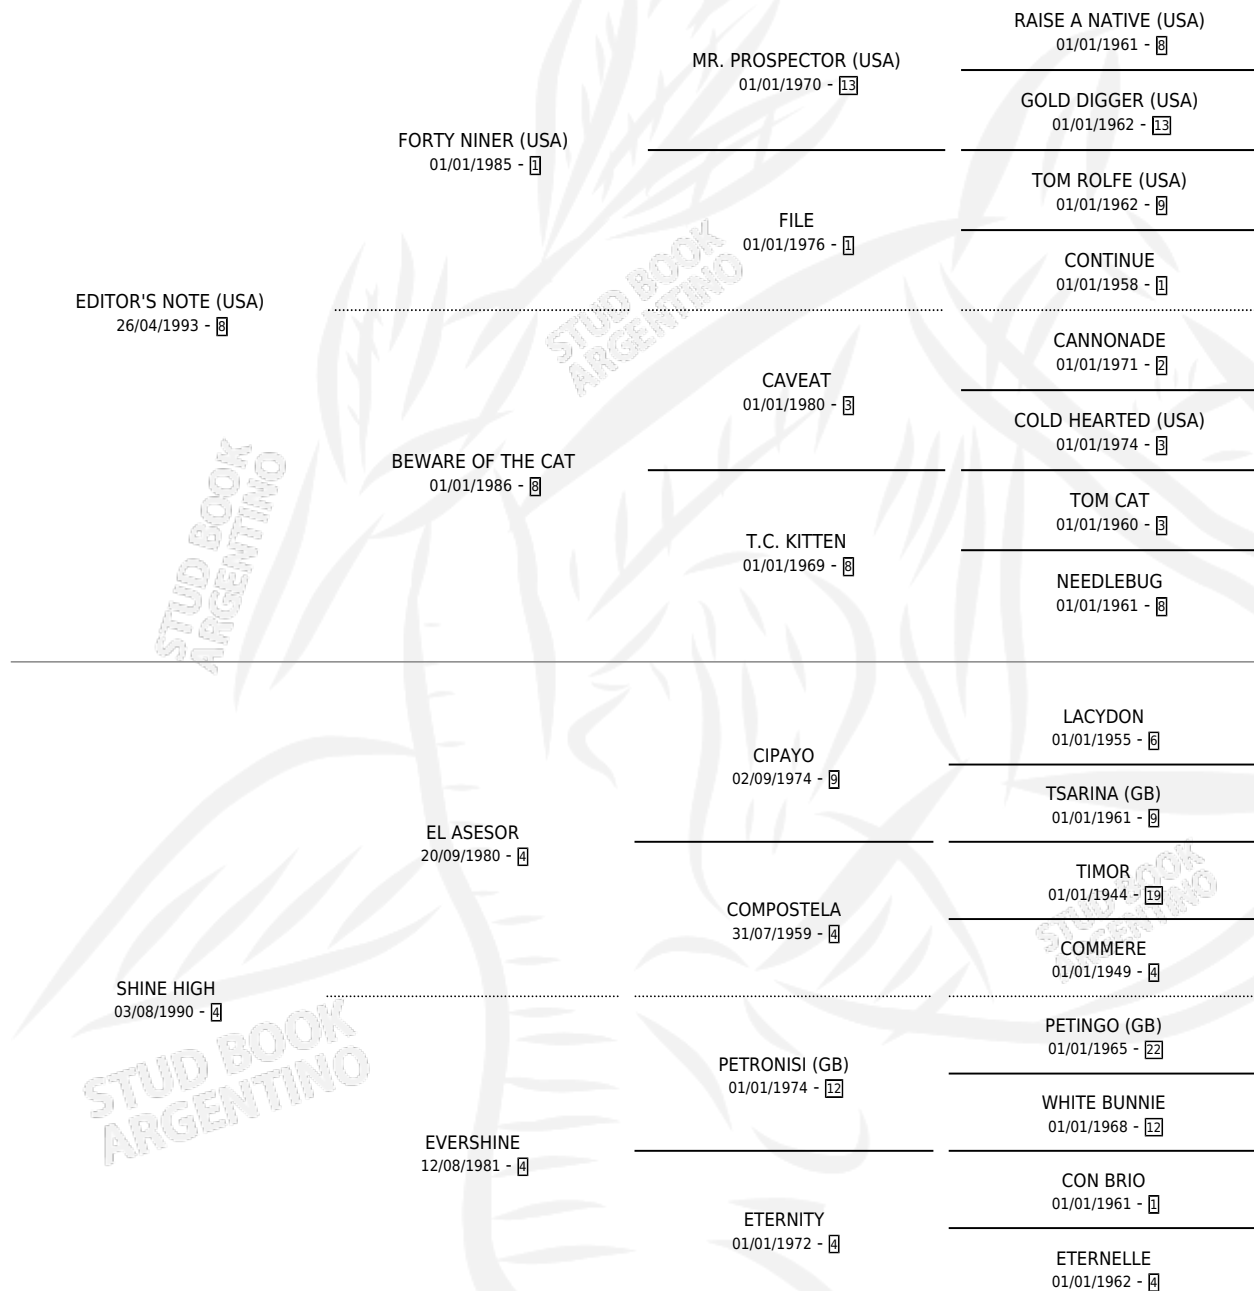 RAISE A NATIVE (USA)
01/01/1961 - 8
MR. PROSPECTOR (USA)
01/01/1970 - 13
GOLD DIGGER (USA)
01/01/1962 - 13
FORTY NINER (USA)
01/01/1985 - 1
TOM ROLFE (USA)
01/01/1962 - 9
FILE
01/01/1976 - 1
CONTINUE
01/01/1958 - 1
EDITOR'S NOTE (USA)
26/04/1993 - 8
CANNONADE
01/01/1971 - 2
CAVEAT
01/01/1980 - 3
COLD HEARTED (USA)
01/01/1974 - 3
BEWARE OF THE CAT
01/01/1986 - 8
TOM CAT
01/01/1960 - 3
T.C. KITTEN
01/01/1969 - 8
NEEDLEBUG
01/01/1961 - 8
LACYDON
01/01/1955 - 6
CIPAYO
02/09/1974 - 9
TSARINA (GB)
01/01/1961 - 9
EL ASESOR
20/09/1980 - 4
TIMOR
01/01/1944 - 19
COMPOSTELA
31/07/1959 - 4
COMMERE
01/01/1949 - 4
SHINE HIGH
03/08/1990 - 4
PETINGO (GB)
01/01/1965 - 22
PETRONISI (GB)
01/01/1974 - 12
WHITE BUNNIE
01/01/1968 - 12
EVERSHINE
12/08/1981 - 4
CON BRIO
01/01/1961 - 1
ETERNITY
01/01/1972 - 4
ETERNELLE
01/01/1962 - 4
STUD BOOK
ARGENTINO
STUD BOOK
ARGENTINO
STUD BOOK
ARGENTINO
STUD BOOK
ARGENTINO